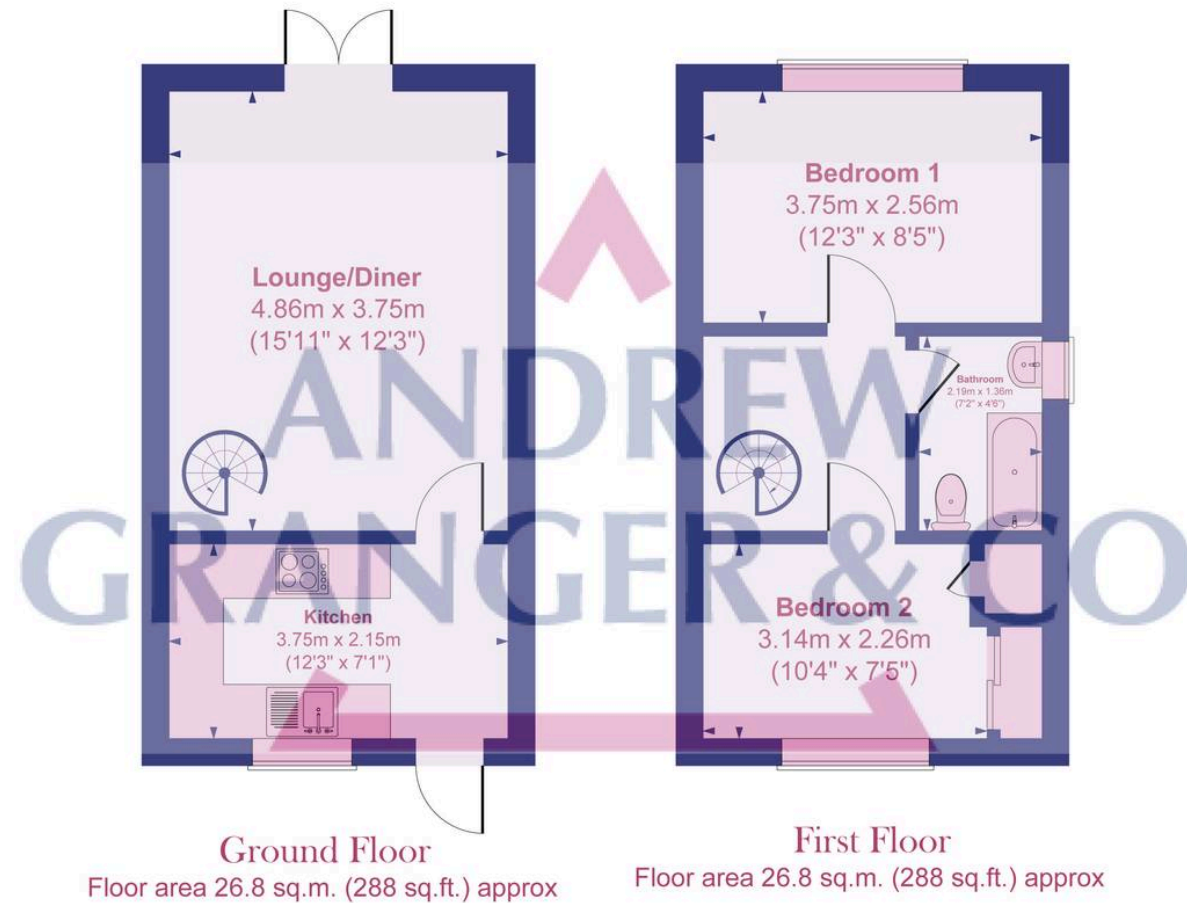 Lounge/Diner
4.86m x 3.75m
(15'11" x 12'3")
Kitchen
3.75m x 2.15m
(12'3" x 7'1")
Ground Floor
Floor area 26.8 sq.m. (288 sq.ft.) approx
Bedroom 1
3.75m x 2.56m
(12'3" x 8'5")
Bathroom
2.19m x 1.36m
(7'2" x 4'6")
Bedroom 2
3.14m x 2.26m
(10'4" x 7'5")
First Floor
Floor area 26.8 sq.m. (288 sq.ft.) approx
ANDREW
GRANGER & CO